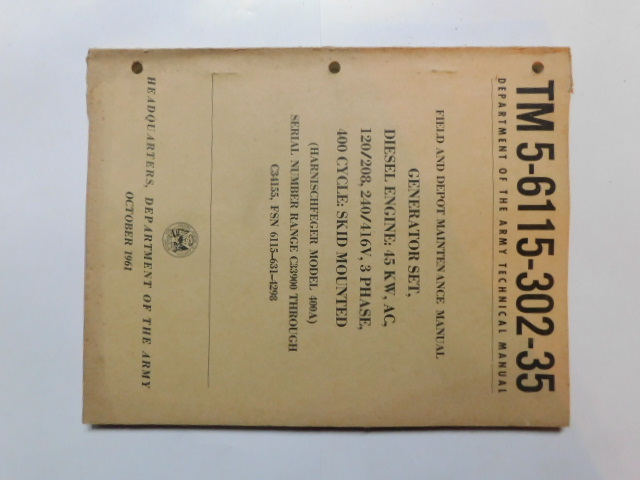 TM 5-6115-302-35
DEPARTMENT OF THE ARMY TECHNICAL MANUAL
FIELD AND DEPOT MAINTENANCE MANUAL
GENERATOR SET,
DIESEL ENGINE: 45 KW, AC,
120/208, 240/416V, 3 PHASE,
400 CYCLE: SKID MOUNTED
(HARNISCHFEGER MODEL 400A)
SERIAL NUMBER RANGE C33900 THROUGH
C34155, FSN 6115-631-4298
HEADQUARTERS, DEPARTMENT OF THE ARMY
OCTOBER 1961